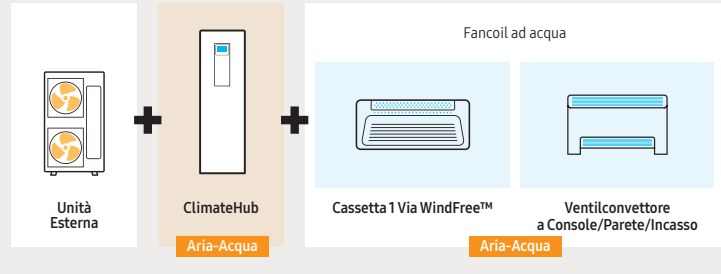 Fancoil ad acqua
Unità
Esterna
ClimateHub
Cassetta 1 Via WindFree™
Ventilconvettore
a Console/Parete/Incasso
Aria-Acqua
Aria-Acqua